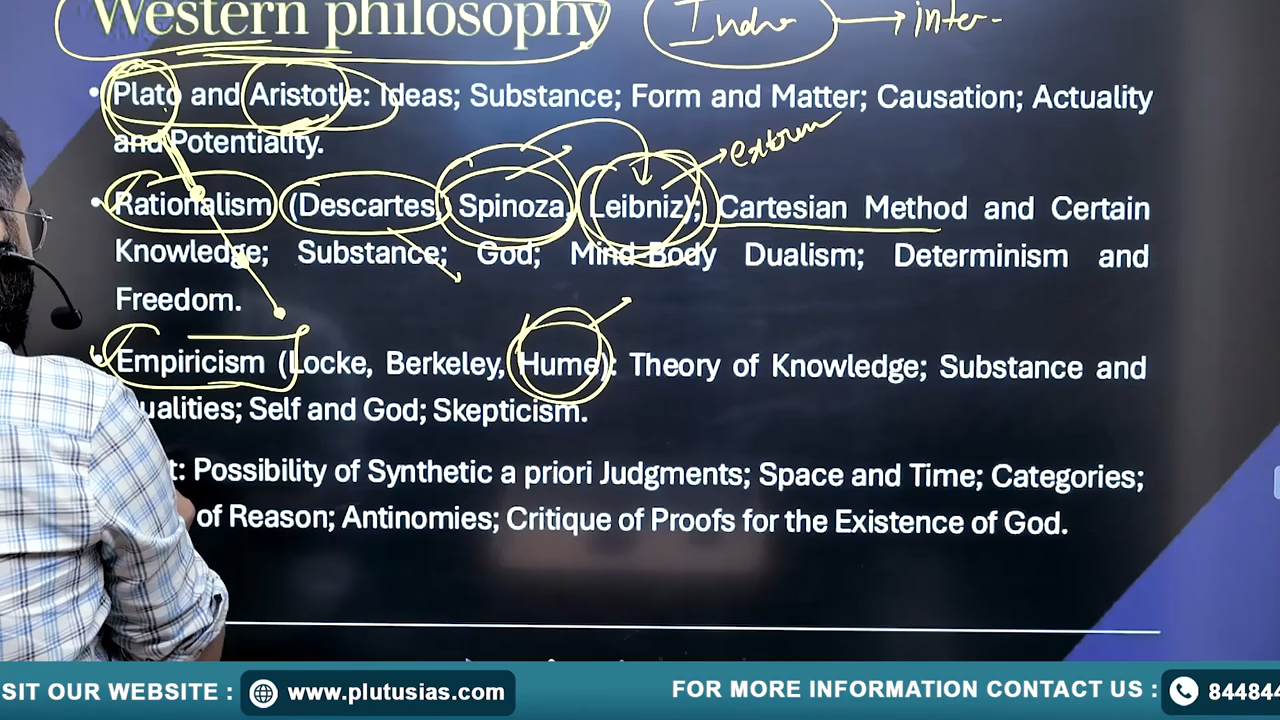 Western philosophy
inter-
• Plato and Aristotle: Ideas; Substance; Form and Matter; Causation; Actuality
and Potentiality.
extrem
• Rationalism (Descartes, Spinoza, Leibniz); Cartesian Method and Certain
Knowledge; Substance; God; Mind-Body Dualism; Determinism and
Freedom.
• Empiricism (Locke, Berkeley, Hume): Theory of Knowledge; Substance and
ualities; Self and God; Skepticism.
t: Possibility of Synthetic a priori Judgments; Space and Time; Categories;
of Reason; Antinomies; Critique of Proofs for the Existence of God.
SIT OUR WEBSITE : www.plutusias.com FOR MORE INFORMATION CONTACT US : 844844